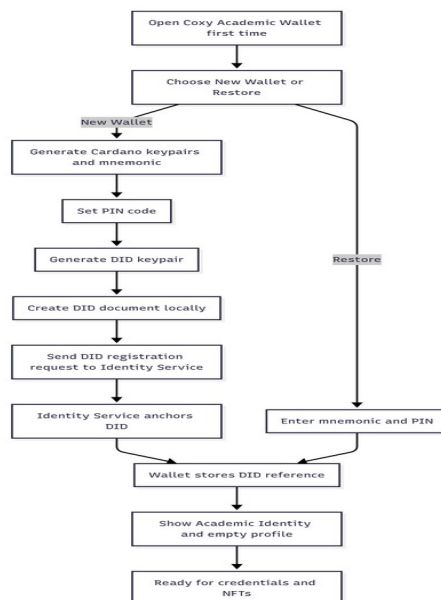 Open Coxy Academic Wallet
first time
Choose New Wallet or
Restore
New Wallet
Generate Cardano keypairs
and mnemonic
Set PIN code
Generate DID keypair
Restore
Create DID document locally
Send DID registration
request to Identity Service
Identity Service anchors
DID
Enter mnemonic and PIN
Wallet stores DID reference
Show Academic Identity
and empty profile
Ready for credentials and
NFTs